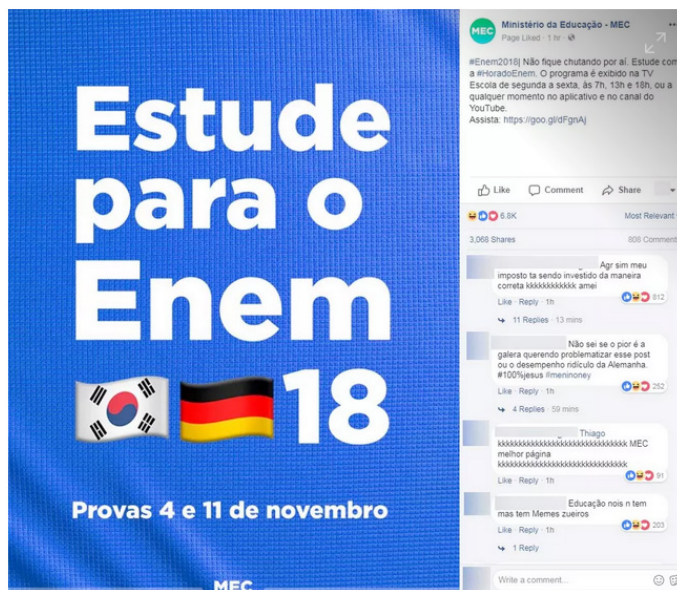 Estude
para o
Enem
🇰🇷🇩🇪18
Provas 4 e 11 de novembro
MEC
MEC
Ministério da Educação - MEC
Page Liked · 1 hr ·
#Enem2018| Não fique chutando por aí. Estude com
a #HoradoEnem. O programa é exibido na TV
Escola de segunda a sexta, às 7h, 13h e 18h, ou a
qualquer momento no aplicativo e no canal do
YouTube.
Assista: https://goo.gl/dFgnAj
Like Comment Share
6.8K Most Relevant
3,068 Shares 808 Comment
Agr sim meu
imposto ta sendo investido da maneira
correta kkkkkkkkkkkk amei
812
Like · Reply · 1h
11 Replies · 13 mins
Não sei se o pior é a
galera querendo problematizar esse post
ou o desempenho ridículo da Alemanha.
#100%jesus #meninoney
252
Like · Reply · 1h
4 Replies · 59 mins
Thiago
kkkkkkkkkkkkkkkkkkkkkkkkkkkkkkk MEC
melhor página
kkkkkkkkkkkkkkkkkkkkkkkkkkkkkkk
91
Like · Reply · 1h
Educação nois n tem
mas tem Memes zueiros
203
Like · Reply · 1h
1 Reply
Write a comment...